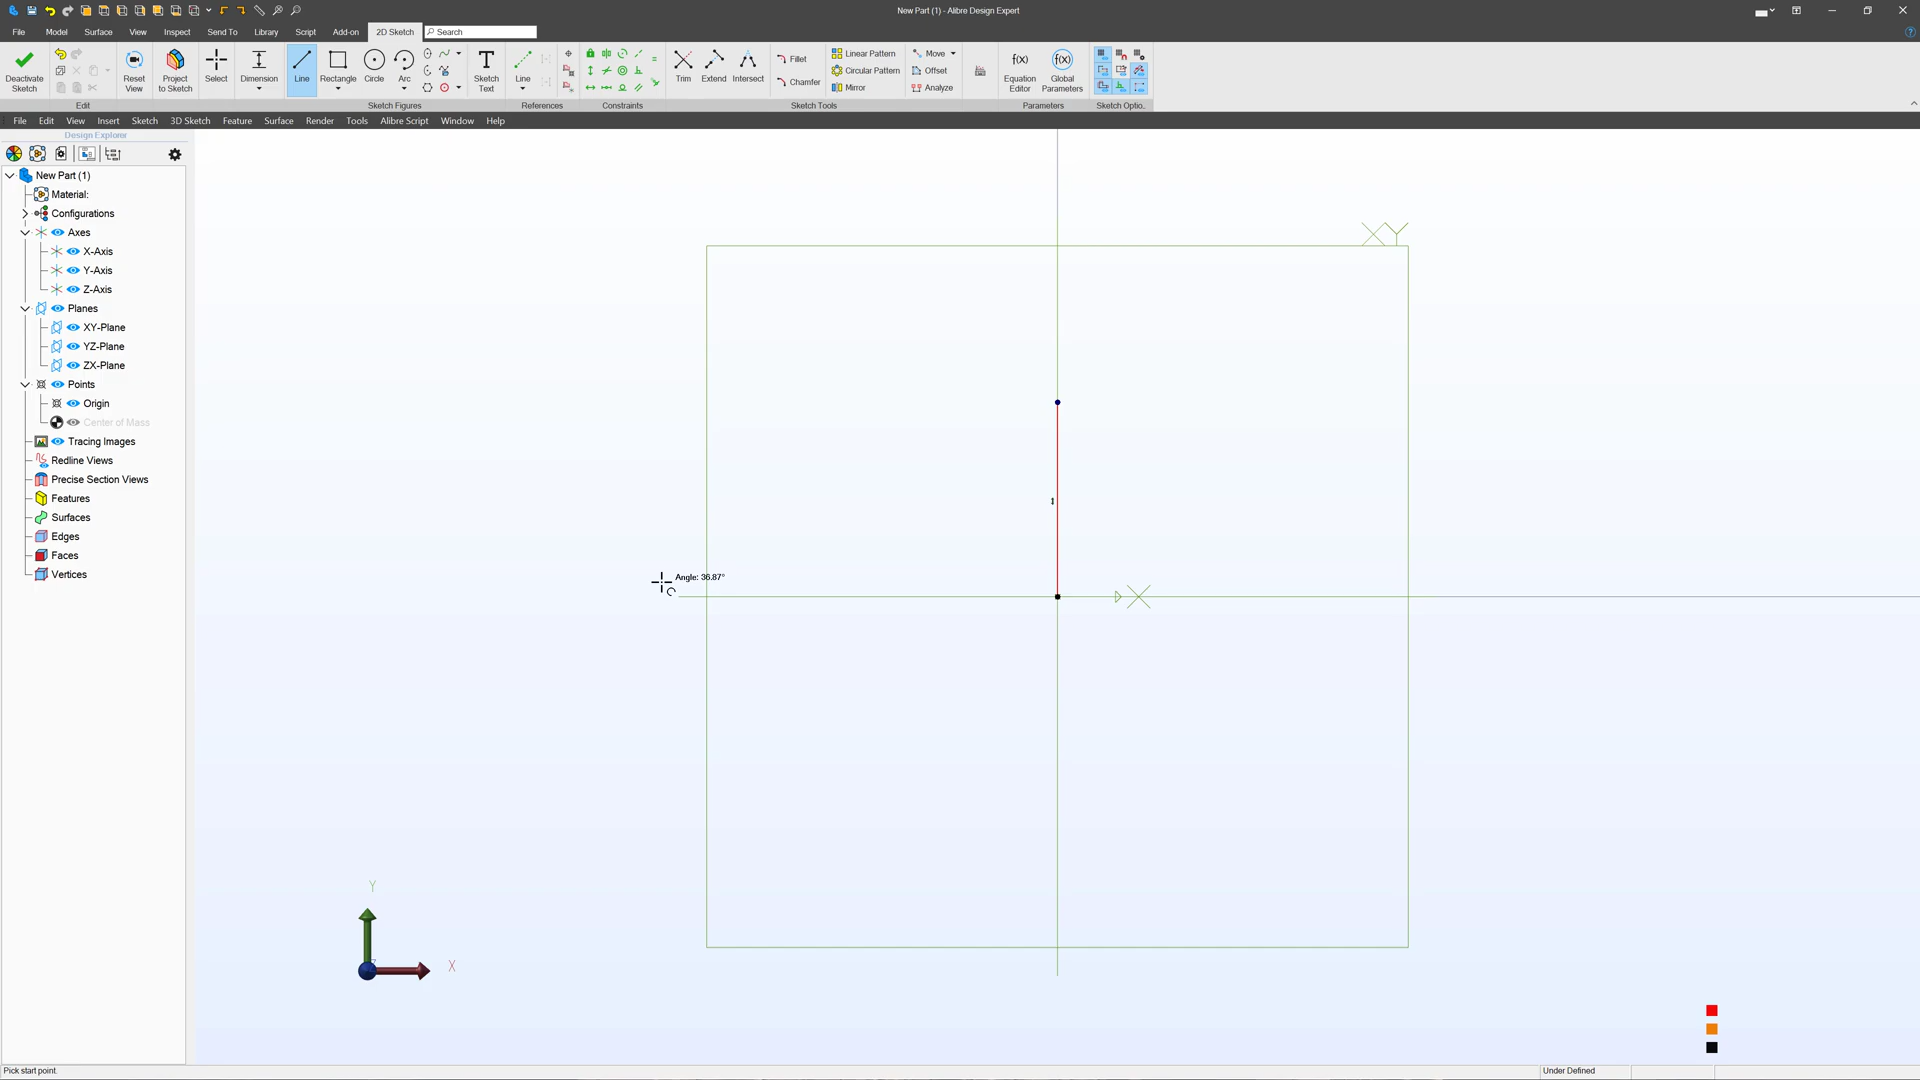 New Part (1) - Alibre Design Expert
File Model Surface View Inspect Send To Library Script Add-on 2D Sketch Search
Deactivate Sketch
Reset View
Project to Sketch
Select
Dimension
Line
Rectangle
Circle
Arc
Sketch Text
Line
Trim
Extend
Intersect
Fillet
Chamfer
Linear Pattern
Circular Pattern
Mirror
Move
Offset
Analyze
f(x)
Equation Editor
f(x)
Global Parameters
Edit
Sketch Figures
References
Constraints
Sketch Tools
Parameters
Sketch Optio..
File Edit View Insert Sketch 3D Sketch Feature Surface Render Tools Alibre Script Window Help
Design Explorer
New Part (1)
Material:
Configurations
Axes
X-Axis
Y-Axis
Z-Axis
Planes
XY-Plane
YZ-Plane
ZX-Plane
Points
Origin
Center of Mass
Tracing Images
Redline Views
Precise Section Views
Features
Surfaces
Edges
Faces
Vertices
XY
Angle: 36.87°
X
Y
X
Pick start point.
Under Defined